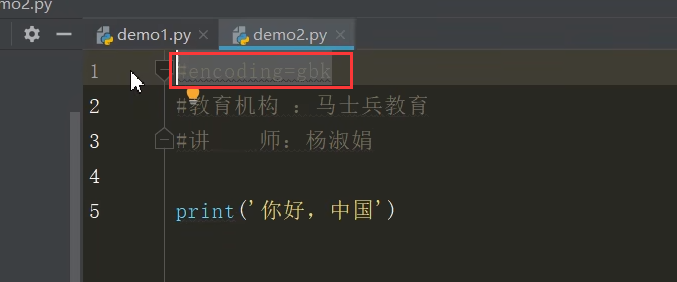 mo2.py
demo1.py demo2.py
1 #encoding=gbk
2 #教育机构 ：马士兵教育
3 #讲    师：杨淑娟
4
5 print('你好，中国')